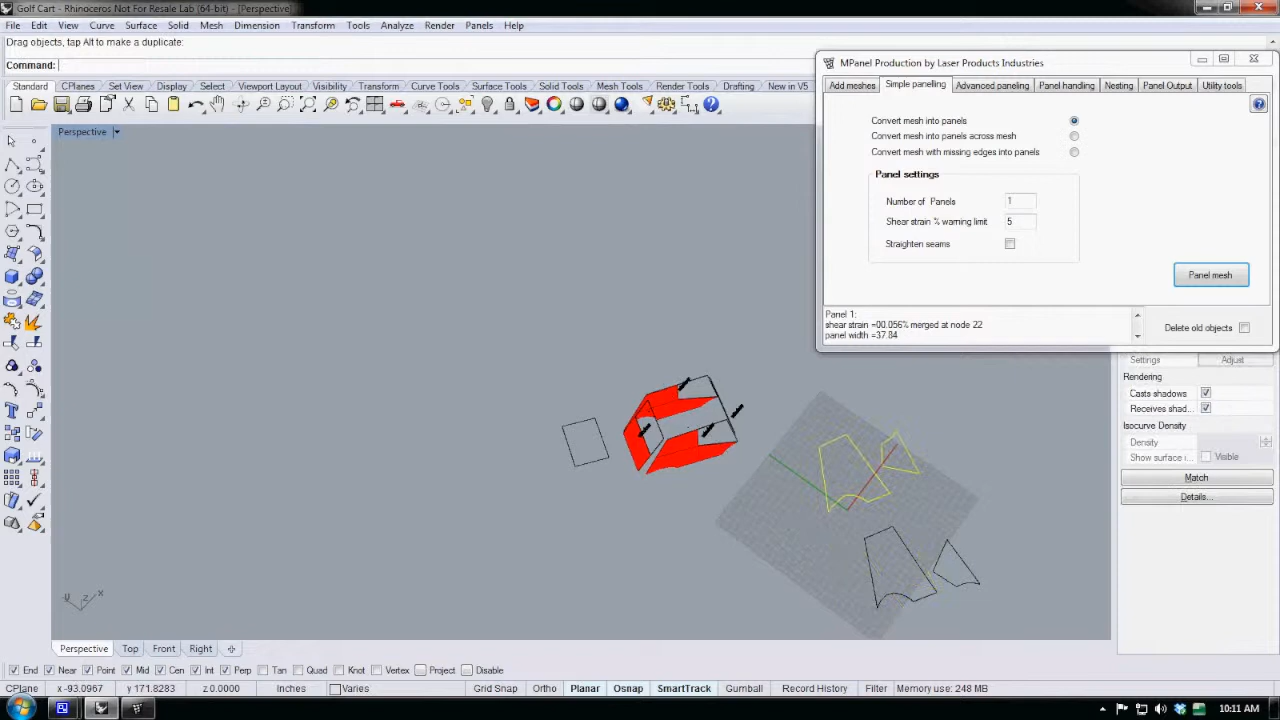 Golf Cart - Rhinoceros Not For Resale Lab (64-bit) - [Perspective]
File Edit View Curve Surface Solid Mesh Dimension Transform Tools Analyze Render Panels Help
Drag objects, tap Alt to make a duplicate:
Command:
Standard CPlanes Set View Display Select Viewport Layout Visibility Transform Curve Tools Surface Tools Solid Tools Mesh Tools Drafting New in V5
Perspective
MPanel Production by Laser Products Industries
Add meshes Simple panelling Advanced paneling Panel handling Nesting Panel Output Utility tools
Convert mesh into panels
Convert mesh into panels across mesh
Convert mesh with missing edges into panels
Panel settings
Number of Panels 1
Shear strain % warning limit 5
Straighten seams
Panel mesh
Panel 1:
shear strain =00.056% merged at node 22
panel width =37.84
Delete old objects
Settings Adjust
Rendering
Casts shadows
Receives shad...
Isocurve Density
Density
Show surface i... Visible
Match
Details...
z x
Perspective Top Front Right
End Near Point Mid Cen Int Perp Tan Quad Knot Vertex Project Disable
CPlane x -93.0967 y 171.8283 z 0.0000 Inches Varies Grid Snap Ortho Planar Osnap SmartTrack Gumball Record History Filter Memory use: 248 MB
10:11 AM